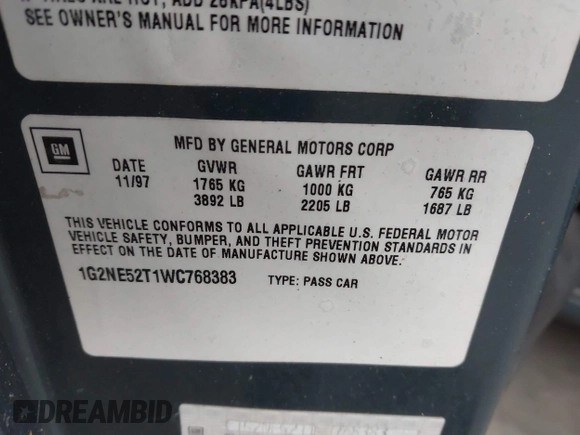 ADD 28KPA(4LBS)
SEE OWNER'S MANUAL FOR MORE INFORMATION
GM
MFD BY GENERAL MOTORS CORP
DATE GVWR GAWR FRT GAWR RR
11/97 1765 KG 1000 KG 765 KG
3892 LB 2205 LB 1687 LB
THIS VEHICLE CONFORMS TO ALL APPLICABLE U.S. FEDERAL MOTOR
VEHICLE SAFETY, BUMPER, AND THEFT PREVENTION STANDARDS IN
EFFECT ON THE DATE OF MANUFACTURE SHOWN ABOVE.
1G2NE52T1WC768383 TYPE: PASS CAR
DREAMBID